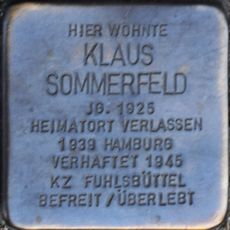 HIER WOHNTE
KLAUS
SOMMERFELD
JG. 1925
HEIMATORT VERLASSEN
1939 HAMBURG
VERHAFTET 1945
KZ FUHLSBÜTTEL
BEFREIT / ÜBERLEBT